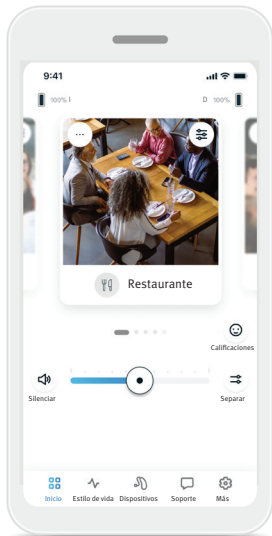 9:41
100% I
D 100%
Restaurante
Calificaciones
Silenciar
Separar
Inicio
Estilo de vida
Dispositivos
Soporte
Más